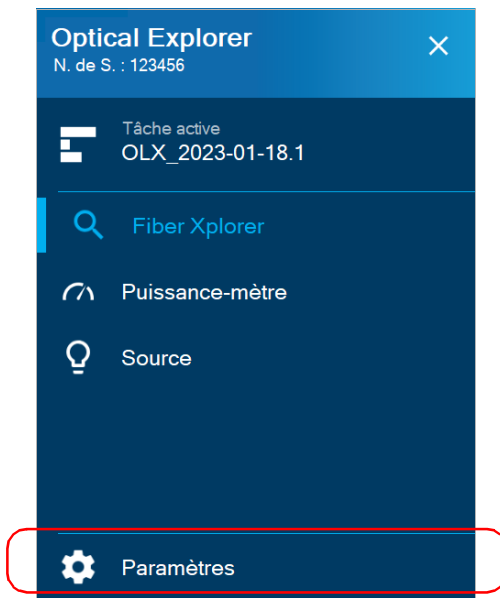 Optical Explorer
N. de S. : 123456
Tâche active
OLX_2023-01-18.1
Fiber Xplorer
Puissance-mètre
Source
Paramètres